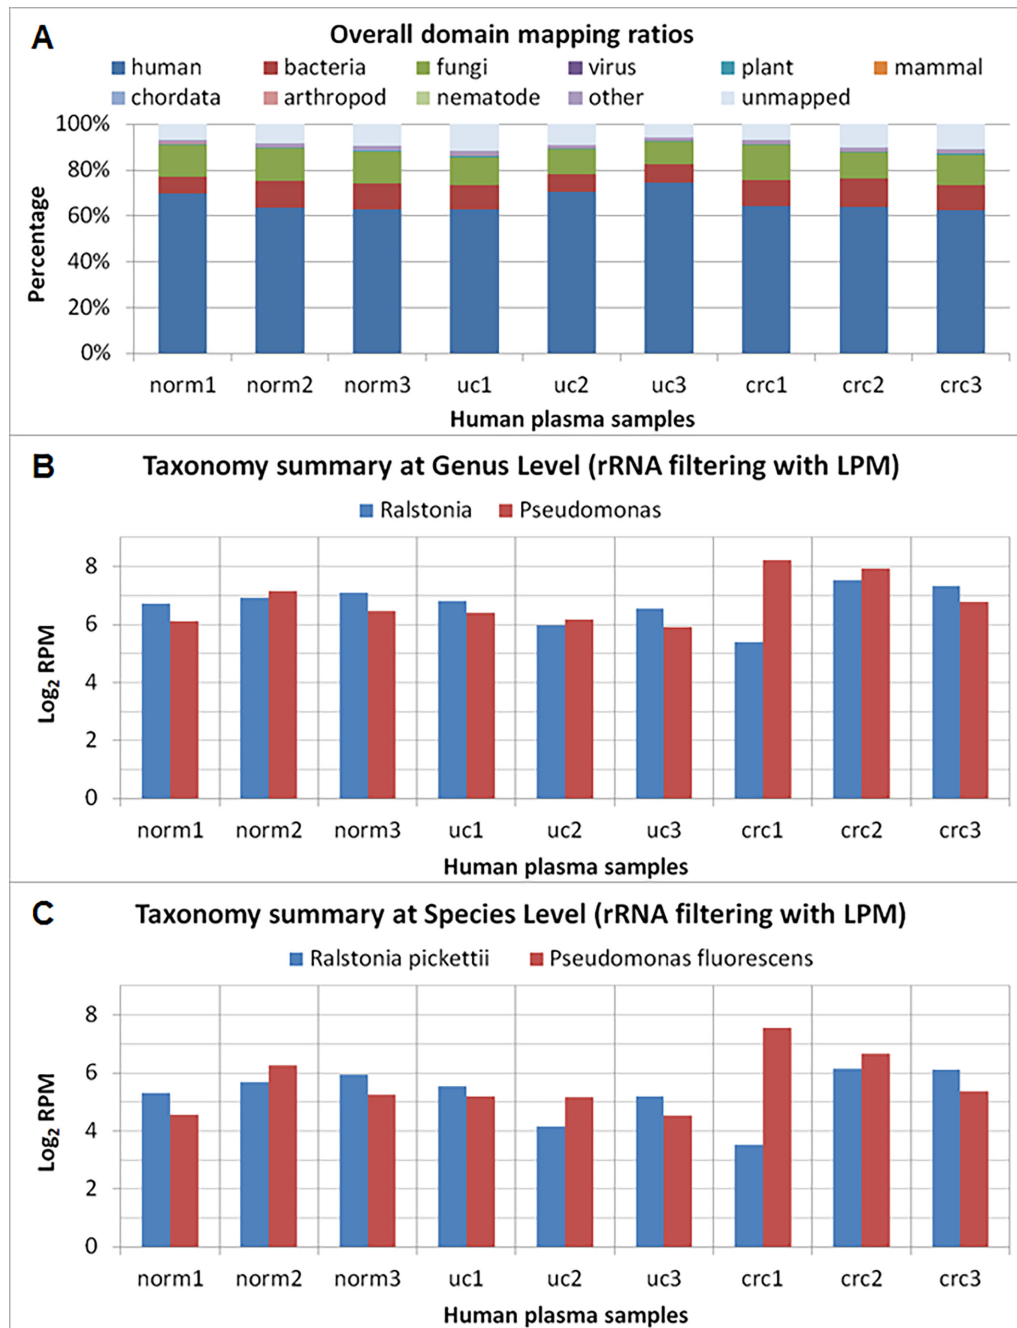 A
Overall domain mapping ratios
human bacteria fungi virus plant mammal
chordata arthropod nematode other unmapped
100%
80%
60%
40%
20%
0%
Percentage
norm1 norm2 norm3 uc1 uc2 uc3 crc1 crc2 crc3
Human plasma samples
B
Taxonomy summary at Genus Level (rRNA filtering with LPM)
Ralstonia Pseudomonas
8
6
4
2
0
Log₂ RPM
norm1 norm2 norm3 uc1 uc2 uc3 crc1 crc2 crc3
Human plasma samples
C
Taxonomy summary at Species Level (rRNA filtering with LPM)
Ralstonia pickettii Pseudomonas fluorescens
8
6
4
2
0
Log₂ RPM
norm1 norm2 norm3 uc1 uc2 uc3 crc1 crc2 crc3
Human plasma samples